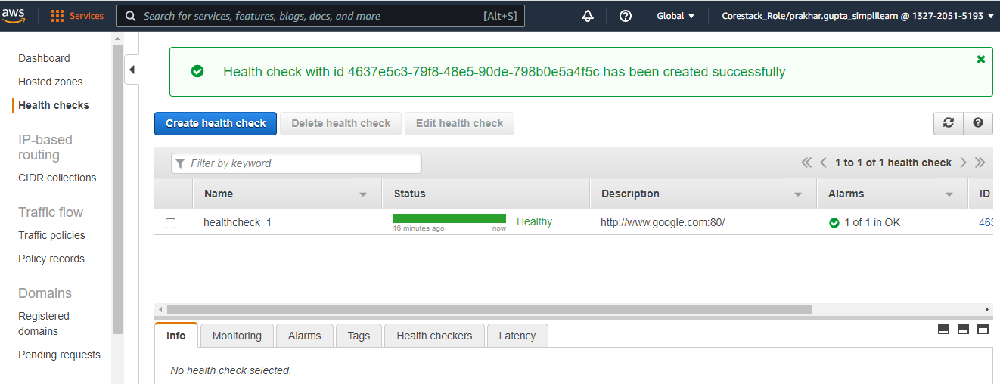 aws
Services
Search for services, features, blogs, docs, and more
[Alt+S]
Global
Corestack_Role/prakhar.gupta_simplilearn @ 1327-2051-5193
Dashboard
Hosted zones
Health checks
IP-based
routing
CIDR collections
Traffic flow
Traffic policies
Policy records
Domains
Registered
domains
Pending requests
Health check with id 4637e5c3-79f8-48e5-90de-798b0e5a4f5c has been created successfully
Create health check
Delete health check
Edit health check
Filter by keyword
1 to 1 of 1 health check
Name
Status
Description
Alarms
ID
healthcheck_1
16 minutes ago
now
Healthy
http://www.google.com:80/
1 of 1 in OK
463
Info
Monitoring
Alarms
Tags
Health checkers
Latency
No health check selected.